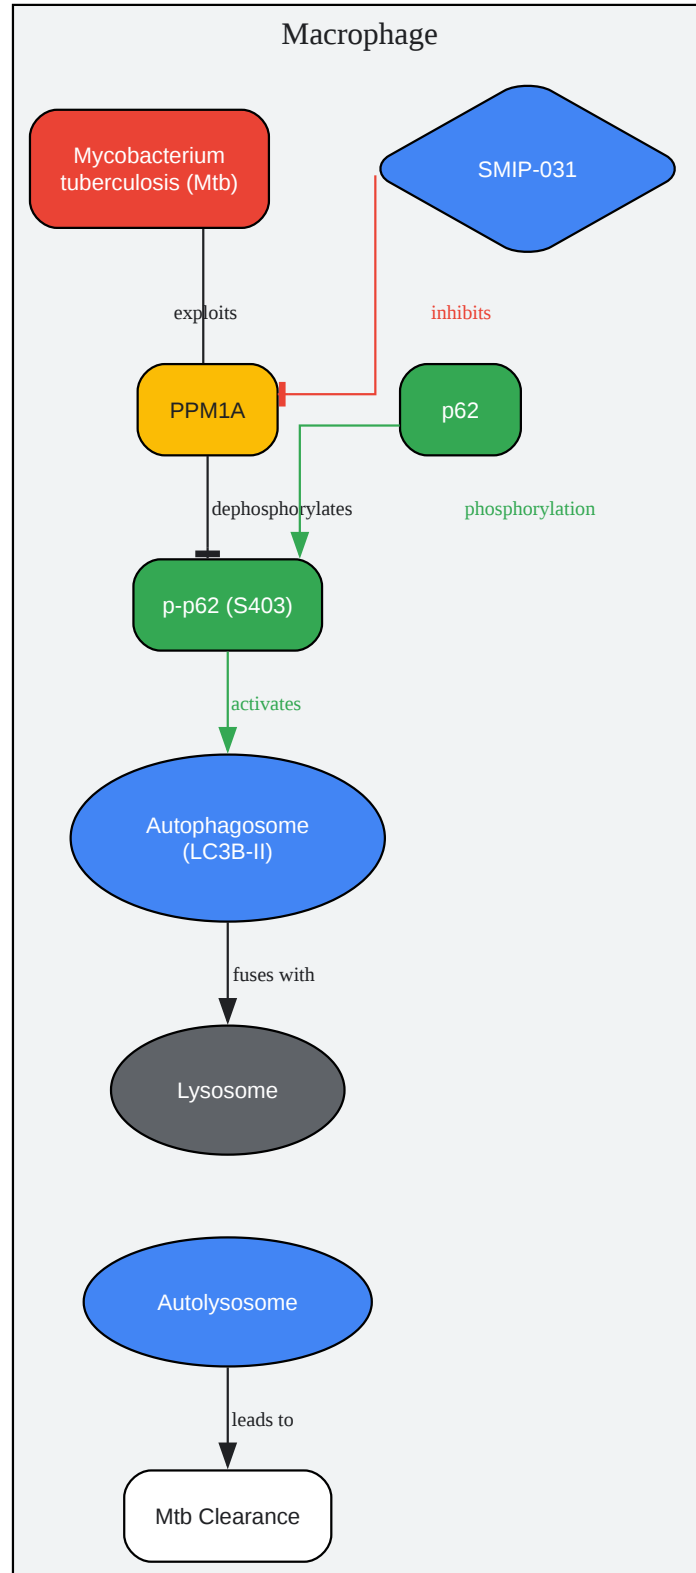 Macrophage
Mycobacterium
tuberculosis (Mtb)
SMIP-031
exploits
inhibits
PPM1A
p62
dephosphorylates
phosphorylation
p-p62 (S403)
activates
Autophagosome
(LC3B-II)
fuses with
Lysosome
Autolysosome
leads to
Mtb Clearance